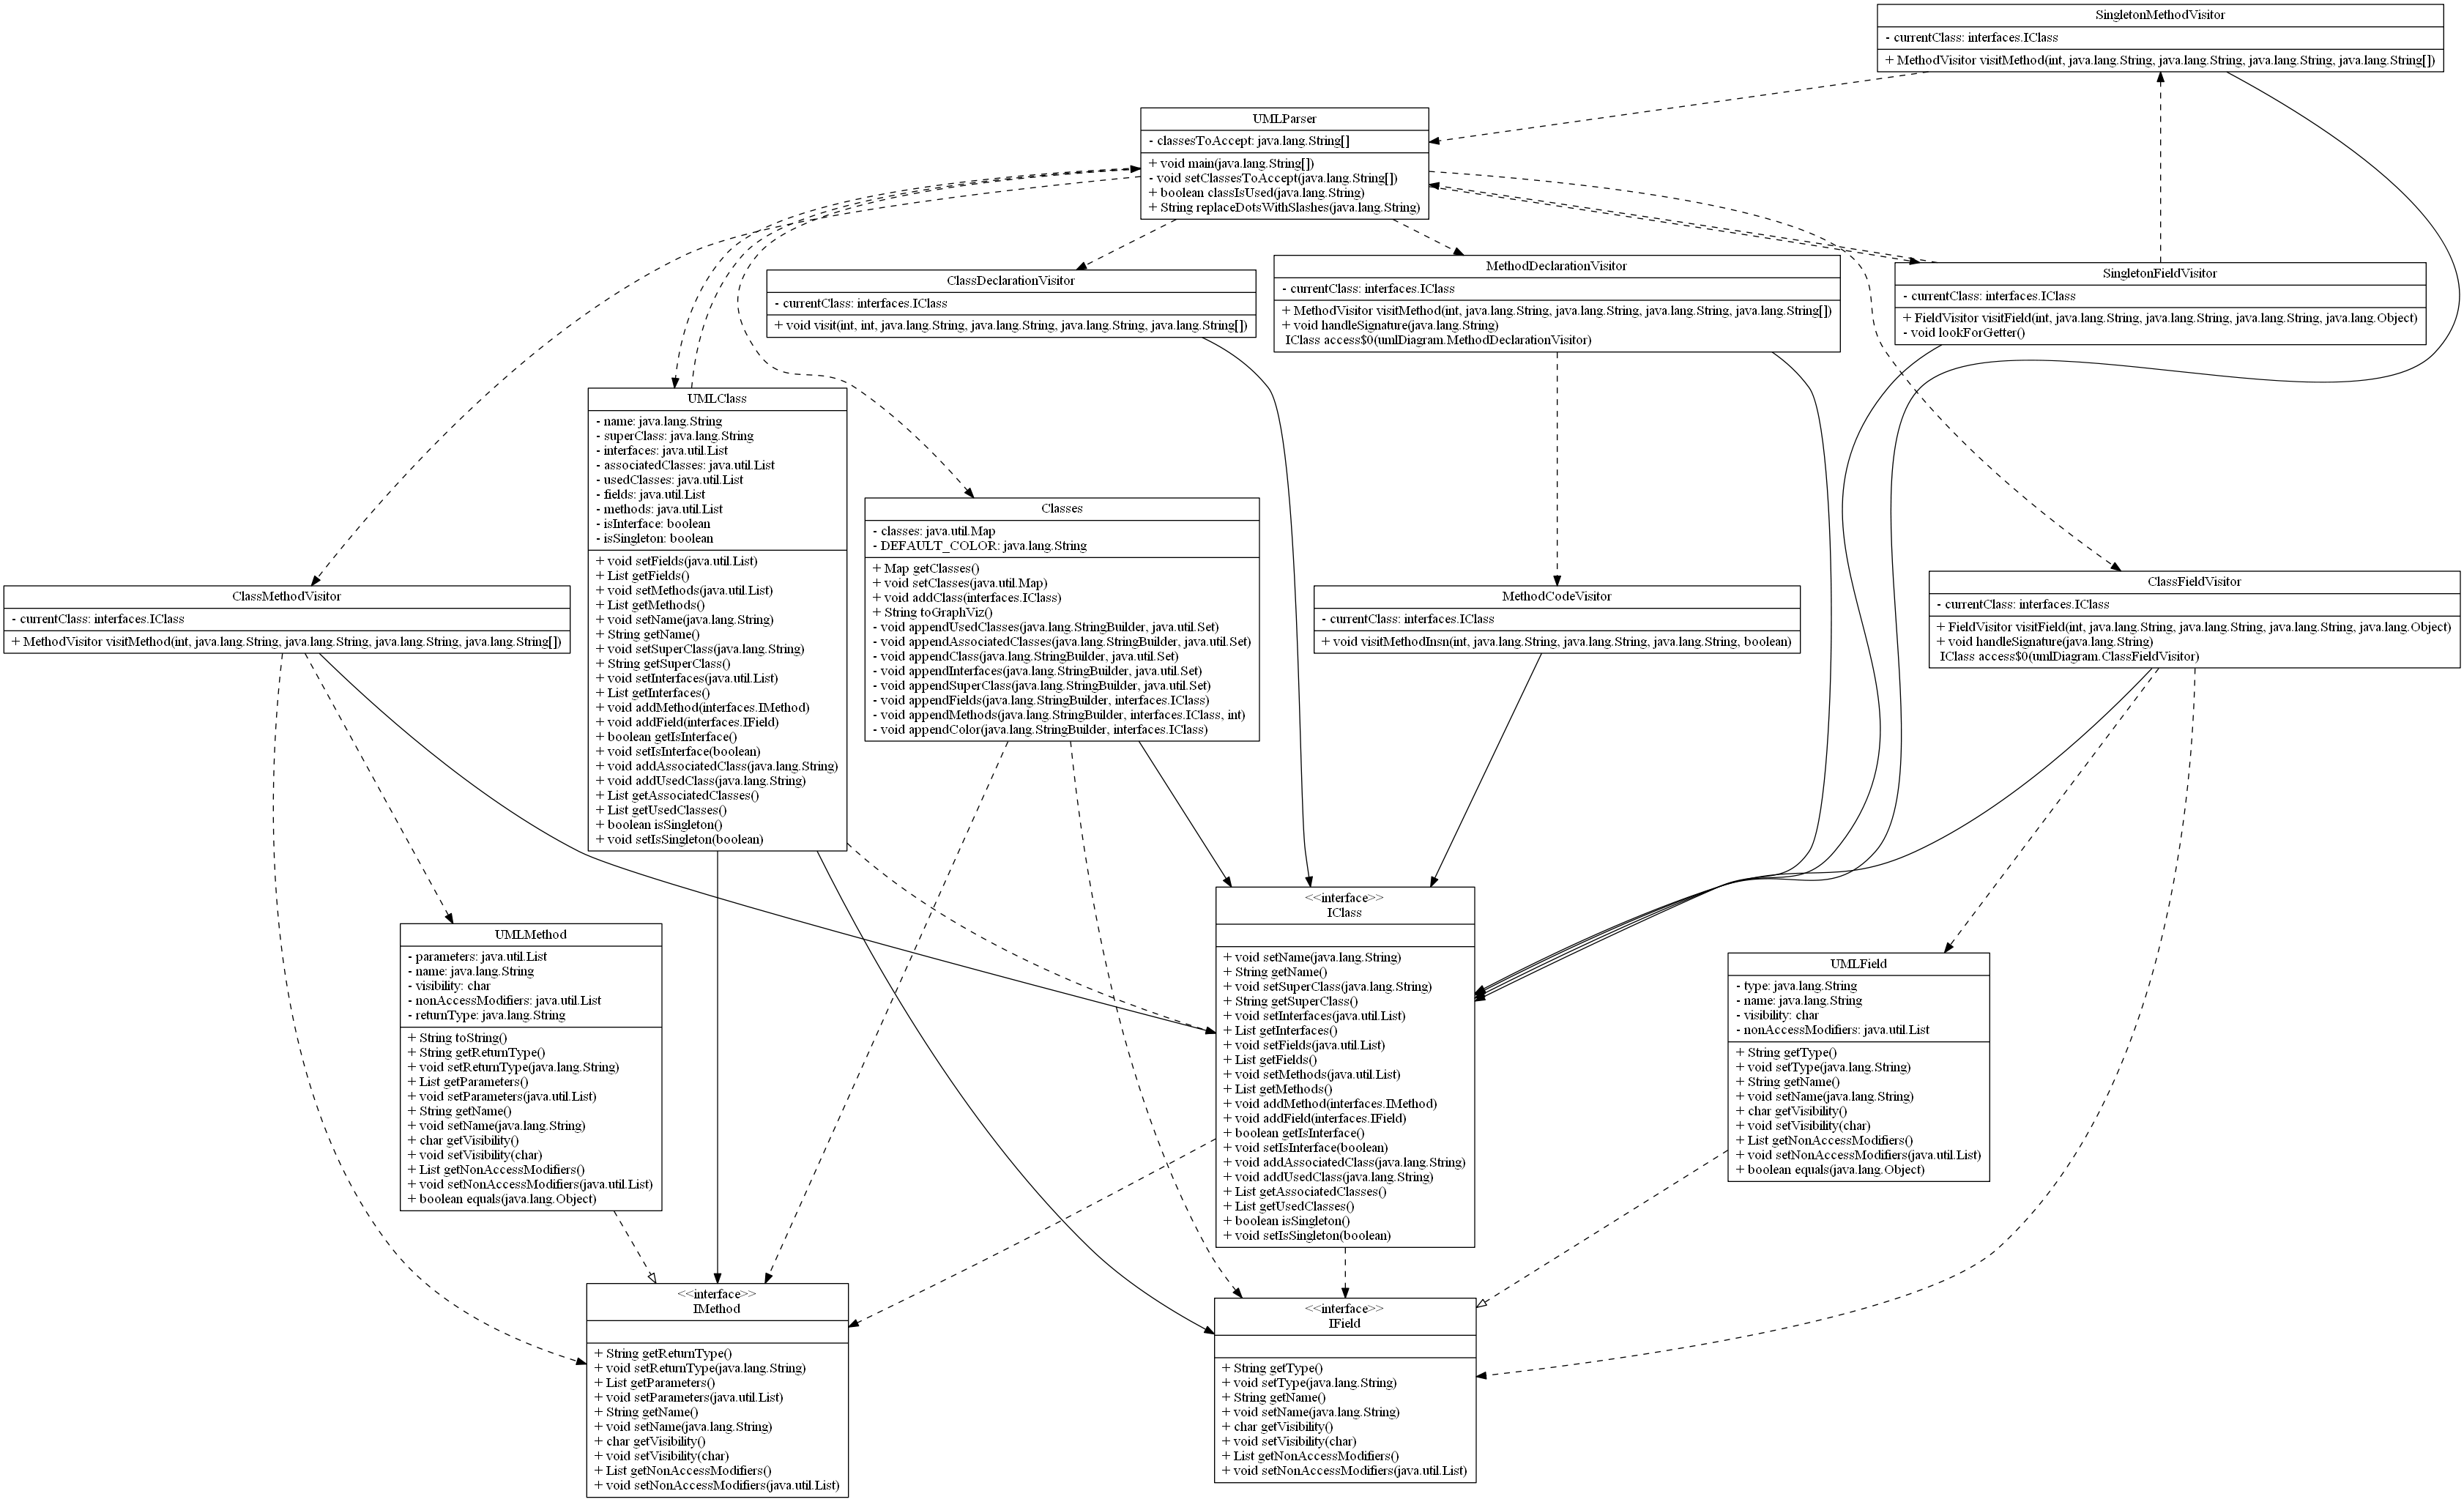 SingletonMethodVisitor
- currentClass: interfaces.IClass
+ MethodVisitor visitMethod(int, java.lang.String, java.lang.String, java.lang.String, java.lang.String[])
UMLParser
- classesToAccept: java.lang.String[]
+ void main(java.lang.String[])
- void setClassesToAccept(java.lang.String[])
+ boolean classIsUsed(java.lang.String)
+ String replaceDotsWithSlashes(java.lang.String)
ClassDeclarationVisitor
- currentClass: interfaces.IClass
+ void visit(int, int, java.lang.String, java.lang.String, java.lang.String, java.lang.String[])
MethodDeclarationVisitor
- currentClass: interfaces.IClass
+ MethodVisitor visitMethod(int, java.lang.String, java.lang.String, java.lang.String, java.lang.String[])
+ void handleSignature(java.lang.String)
IClass access$0(umlDiagram.MethodDeclarationVisitor)
SingletonFieldVisitor
- currentClass: interfaces.IClass
+ FieldVisitor visitField(int, java.lang.String, java.lang.String, java.lang.String, java.lang.Object)
- void lookForGetter()
UMLClass
- name: java.lang.String
- superClass: java.lang.String
- interfaces: java.util.List
- associatedClasses: java.util.List
- usedClasses: java.util.List
- fields: java.util.List
- methods: java.util.List
- isInterface: boolean
- isSingleton: boolean
+ void setFields(java.util.List)
+ List getFields()
+ void setMethods(java.util.List)
+ List getMethods()
+ void setName(java.lang.String)
+ String getName()
+ void setSuperClass(java.lang.String)
+ String getSuperClass()
+ void setInterfaces(java.util.List)
+ List getInterfaces()
+ void addMethod(interfaces.IMethod)
+ void addField(interfaces.IField)
+ boolean getIsInterface()
+ void setIsInterface(boolean)
+ void addAssociatedClass(java.lang.String)
+ void addUsedClass(java.lang.String)
+ List getAssociatedClasses()
+ List getUsedClasses()
+ boolean isSingleton()
+ void setIsSingleton(boolean)
Classes
- classes: java.util.Map
- DEFAULT_COLOR: java.lang.String
+ Map getClasses()
+ void setClasses(java.util.Map)
+ void addClass(interfaces.IClass)
+ String toGraphViz()
- void appendUsedClasses(java.lang.StringBuilder, java.util.Set)
- void appendAssociatedClasses(java.lang.StringBuilder, java.util.Set)
- void appendClass(java.lang.StringBuilder, java.util.Set)
- void appendInterfaces(java.lang.StringBuilder, java.util.Set)
- void appendSuperClass(java.lang.StringBuilder, java.util.Set)
- void appendFields(java.lang.StringBuilder, interfaces.IClass)
- void appendMethods(java.lang.StringBuilder, interfaces.IClass, int)
- void appendColor(java.lang.StringBuilder, interfaces.IClass)
ClassMethodVisitor
- currentClass: interfaces.IClass
+ MethodVisitor visitMethod(int, java.lang.String, java.lang.String, java.lang.String, java.lang.String[])
MethodCodeVisitor
- currentClass: interfaces.IClass
+ void visitMethodInsn(int, java.lang.String, java.lang.String, java.lang.String, boolean)
ClassFieldVisitor
- currentClass: interfaces.IClass
+ FieldVisitor visitField(int, java.lang.String, java.lang.String, java.lang.String, java.lang.Object)
+ void handleSignature(java.lang.String)
IClass access$0(umlDiagram.ClassFieldVisitor)
UMLMethod
- parameters: java.util.List
- name: java.lang.String
- visibility: char
- nonAccessModifiers: java.util.List
- returnType: java.lang.String
+ String toString()
+ String getReturnType()
+ void setReturnType(java.lang.String)
+ List getParameters()
+ void setParameters(java.util.List)
+ String getName()
+ void setName(java.lang.String)
+ char getVisibility()
+ void setVisibility(char)
+ List getNonAccessModifiers()
+ void setNonAccessModifiers(java.util.List)
+ boolean equals(java.lang.Object)
<<interface>>
IClass
+ void setName(java.lang.String)
+ String getName()
+ void setSuperClass(java.lang.String)
+ String getSuperClass()
+ void setInterfaces(java.util.List)
+ List getInterfaces()
+ void setFields(java.util.List)
+ List getFields()
+ void setMethods(java.util.List)
+ List getMethods()
+ void addMethod(interfaces.IMethod)
+ void addField(interfaces.IField)
+ boolean getIsInterface()
+ void setIsInterface(boolean)
+ void addAssociatedClass(java.lang.String)
+ void addUsedClass(java.lang.String)
+ List getAssociatedClasses()
+ List getUsedClasses()
+ boolean isSingleton()
+ void setIsSingleton(boolean)
UMLField
- type: java.lang.String
- name: java.lang.String
- visibility: char
- nonAccessModifiers: java.util.List
+ String getType()
+ void setType(java.lang.String)
+ String getName()
+ void setName(java.lang.String)
+ char getVisibility()
+ void setVisibility(char)
+ List getNonAccessModifiers()
+ void setNonAccessModifiers(java.util.List)
+ boolean equals(java.lang.Object)
<<interface>>
IMethod
+ String getReturnType()
+ void setReturnType(java.lang.String)
+ List getParameters()
+ void setParameters(java.util.List)
+ String getName()
+ void setName(java.lang.String)
+ char getVisibility()
+ void setVisibility(char)
+ List getNonAccessModifiers()
+ void setNonAccessModifiers(java.util.List)
<<interface>>
IField
+ String getType()
+ void setType(java.lang.String)
+ String getName()
+ void setName(java.lang.String)
+ char getVisibility()
+ void setVisibility(char)
+ List getNonAccessModifiers()
+ void setNonAccessModifiers(java.util.List)